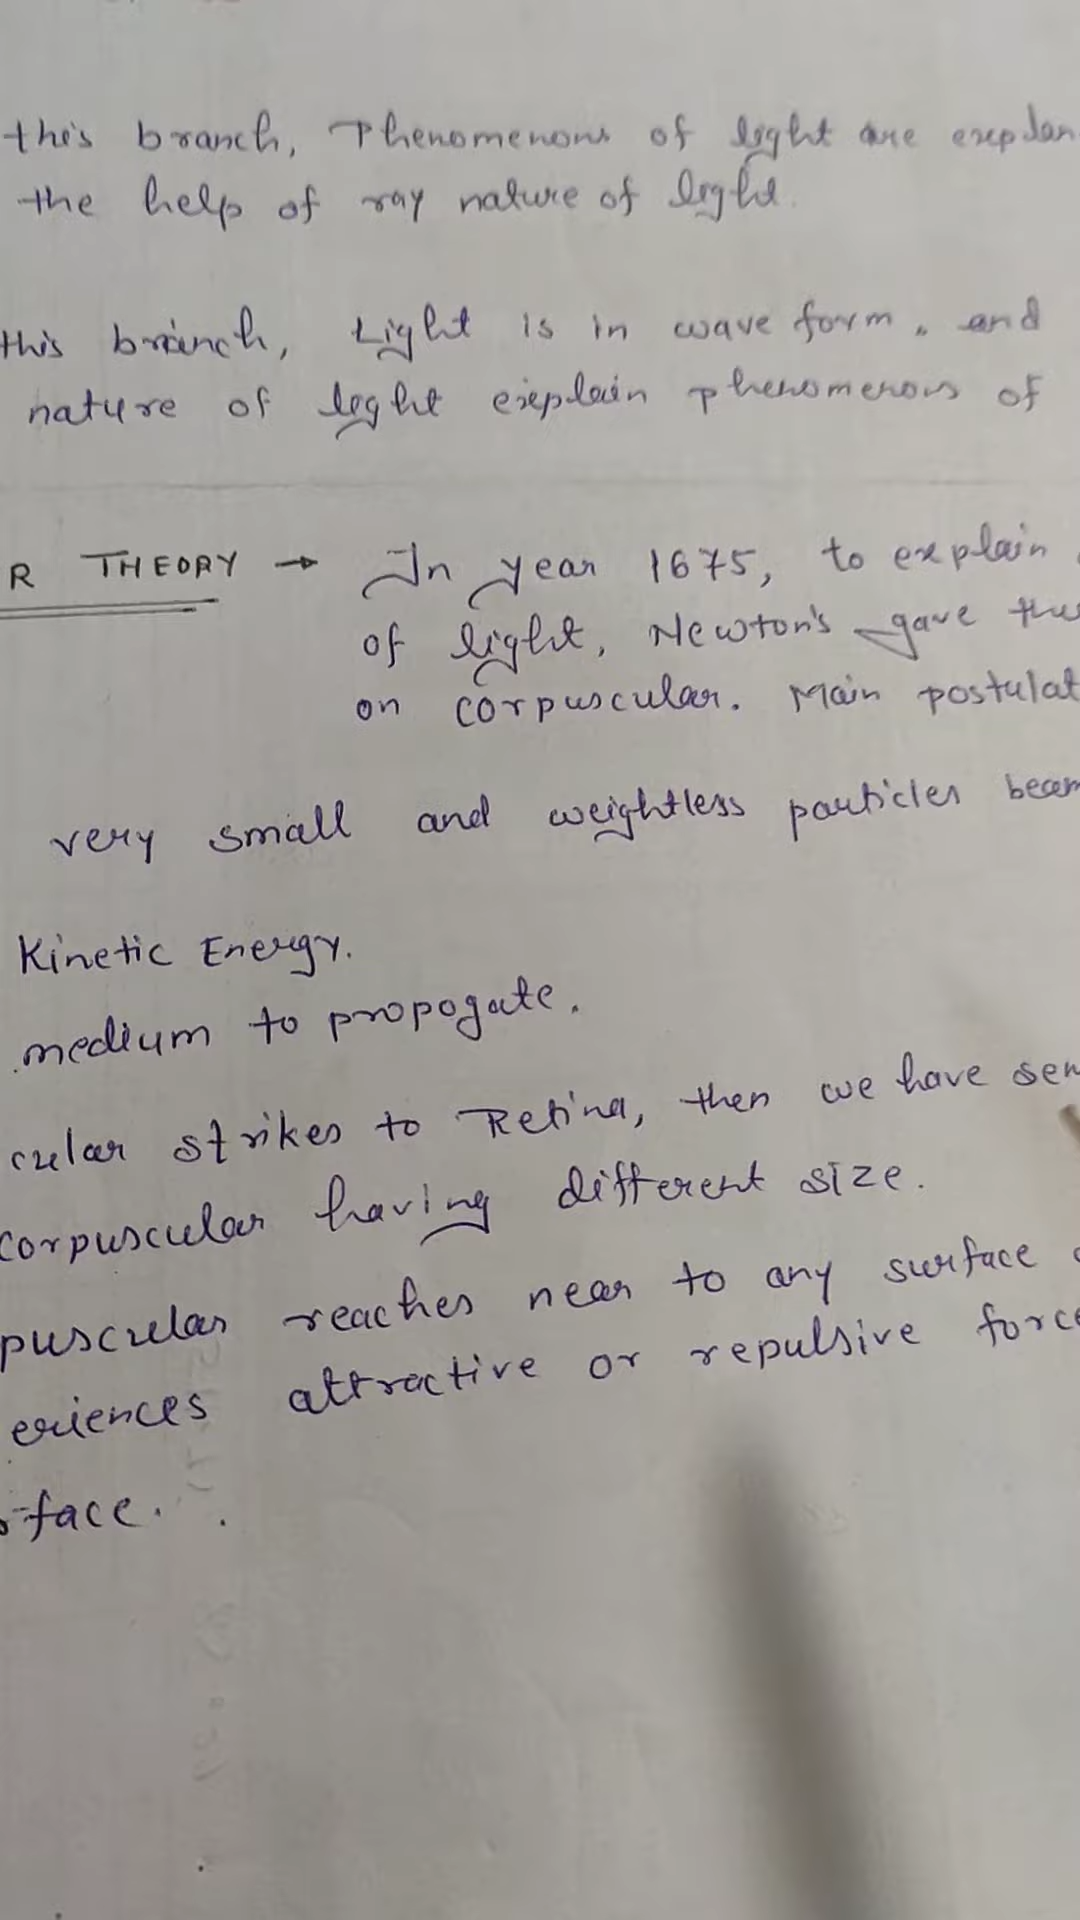 this branch, Phenomenons of light are explan
the help of ray nature of light.
this branch, Light is in wave form. and
nature of light explain phenomenons of
R THEORY → In year 1675, to explain
of light, Newton's gave the
on corpuscular. Main postulat
very small and weightless particles beam
Kinetic Energy.
medium to propogate.
cular strikes to Retina, then we have sen
corpuscular having different size.
puscular reaches near to any surface
eriences attractive or repulsive force
face.